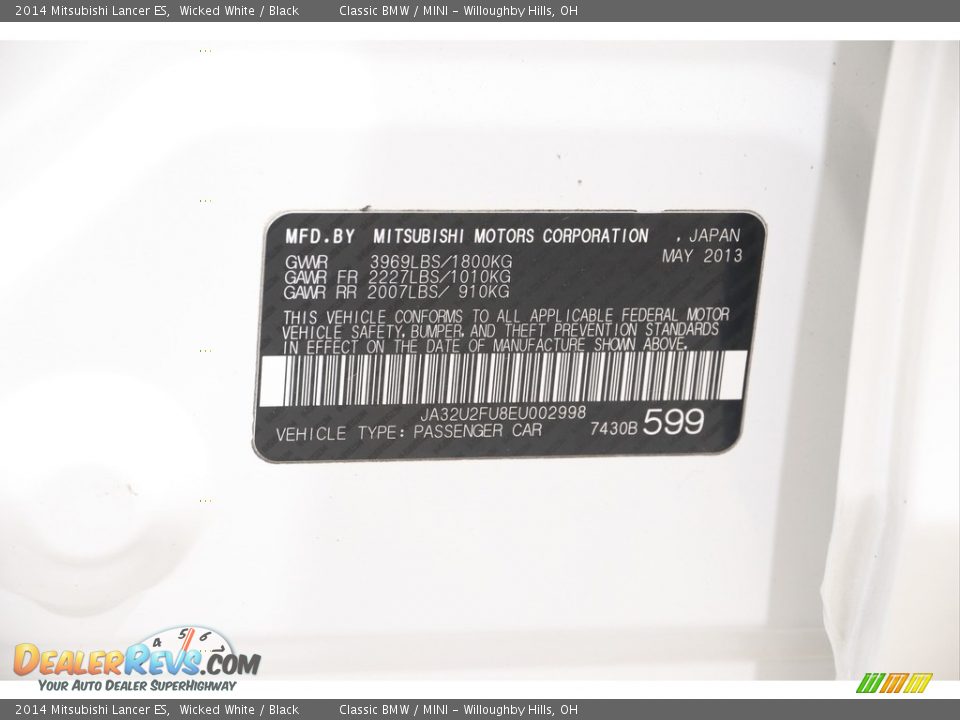 2014 Mitsubishi Lancer ES, Wicked White / Black Classic BMW / MINI - Willoughby Hills, OH
MFD.BY MITSUBISHI MOTORS CORPORATION , JAPAN
MAY 2013
GVWR 3969LBS/1800KG
GAWR FR 2227LBS/1010KG
GAWR RR 2007LBS/ 910KG
THIS VEHICLE CONFORMS TO ALL APPLICABLE FEDERAL MOTOR
VEHICLE SAFETY, BUMPER, AND THEFT PREVENTION STANDARDS
IN EFFECT ON THE DATE OF MANUFACTURE SHOWN ABOVE.
JA32U2FU8EU002998
VEHICLE TYPE: PASSENGER CAR 7430B 599
4 5 6
DEALERREVS.COM
YOUR AUTO DEALER SUPERHIGHWAY
2014 Mitsubishi Lancer ES, Wicked White / Black Classic BMW / MINI - Willoughby Hills, OH